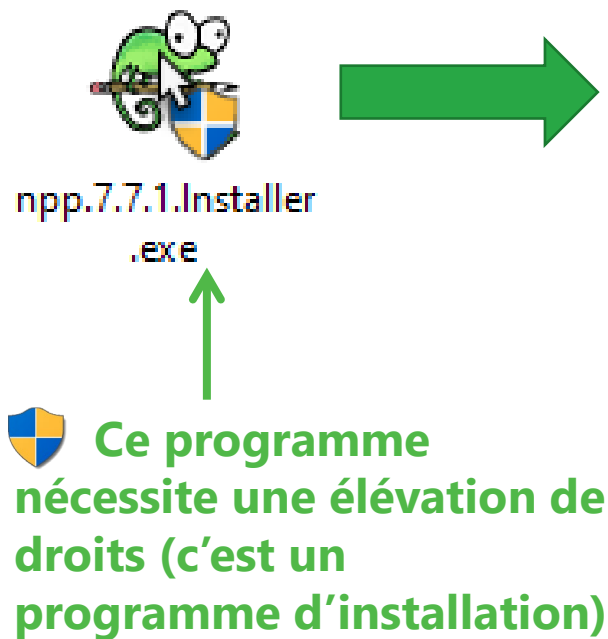 npp.7.7.1.Installer
.exe
Ce programme
nécessite une élévation de
droits (c’est un
programme d’installation)